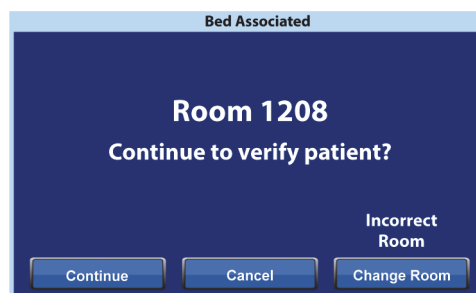 Bed Associated
Room 1208
Continue to verify patient?
Incorrect
Room
Continue
Cancel
Change Room